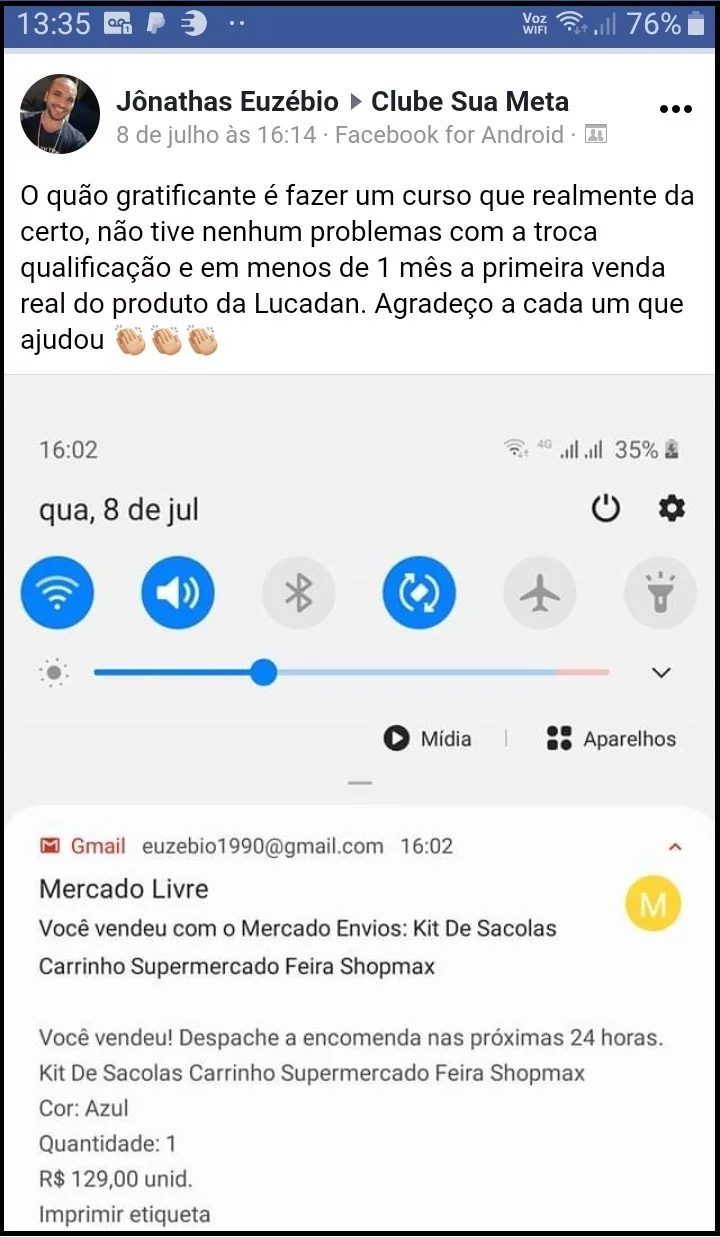 13:35 Voz WIFI 76%
Jônathas Euzébio ▸ Clube Sua Meta
8 de julho às 16:14 · Facebook for Android ·
O quão gratificante é fazer um curso que realmente da
certo, não tive nenhum problemas com a troca
qualificação e em menos de 1 mês a primeira venda
real do produto da Lucadan. Agradeço a cada um que
ajudou 👏🏼👏🏼👏🏼
16:02 4G 35%
qua, 8 de jul
Mídia | Aparelhos
Gmail euzebio1990@gmail.com 16:02
Mercado Livre
M
Você vendeu com o Mercado Envios: Kit De Sacolas
Carrinho Supermercado Feira Shopmax
Você vendeu! Despache a encomenda nas próximas 24 horas.
Kit De Sacolas Carrinho Supermercado Feira Shopmax
Cor: Azul
Quantidade: 1
R$ 129,00 unid.
Imprimir etiqueta